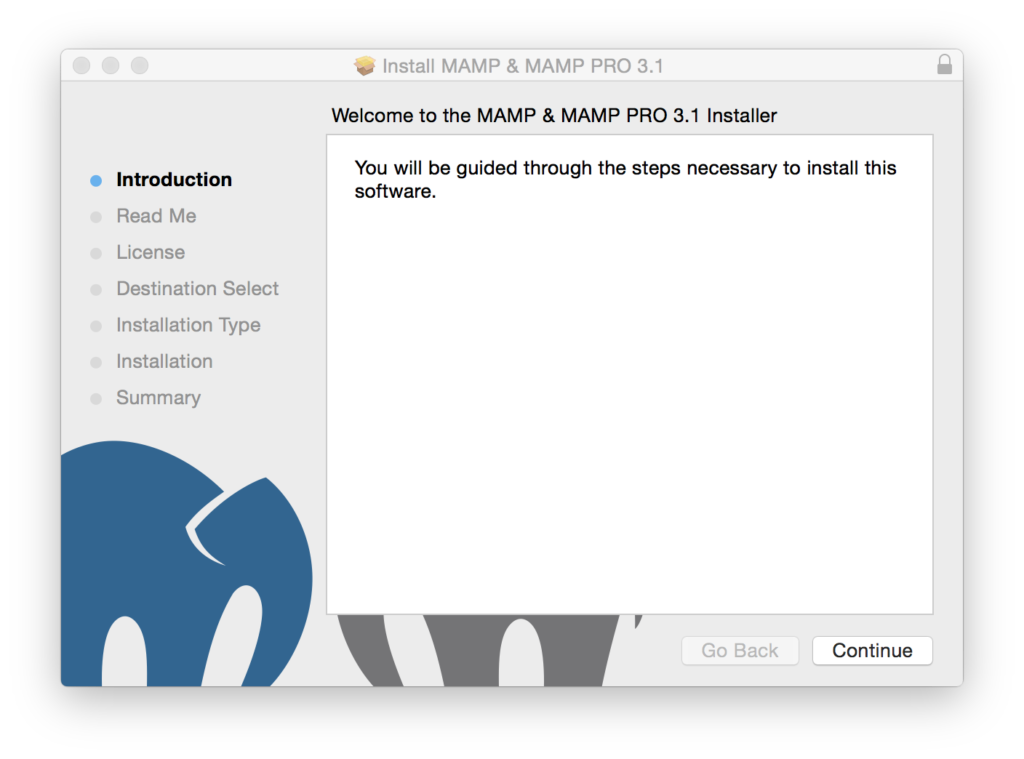 Install MAMP & MAMP PRO 3.1
Welcome to the MAMP & MAMP PRO 3.1 Installer
Introduction
Read Me
License
Destination Select
Installation Type
Installation
Summary
You will be guided through the steps necessary to install this
software.
Go Back
Continue